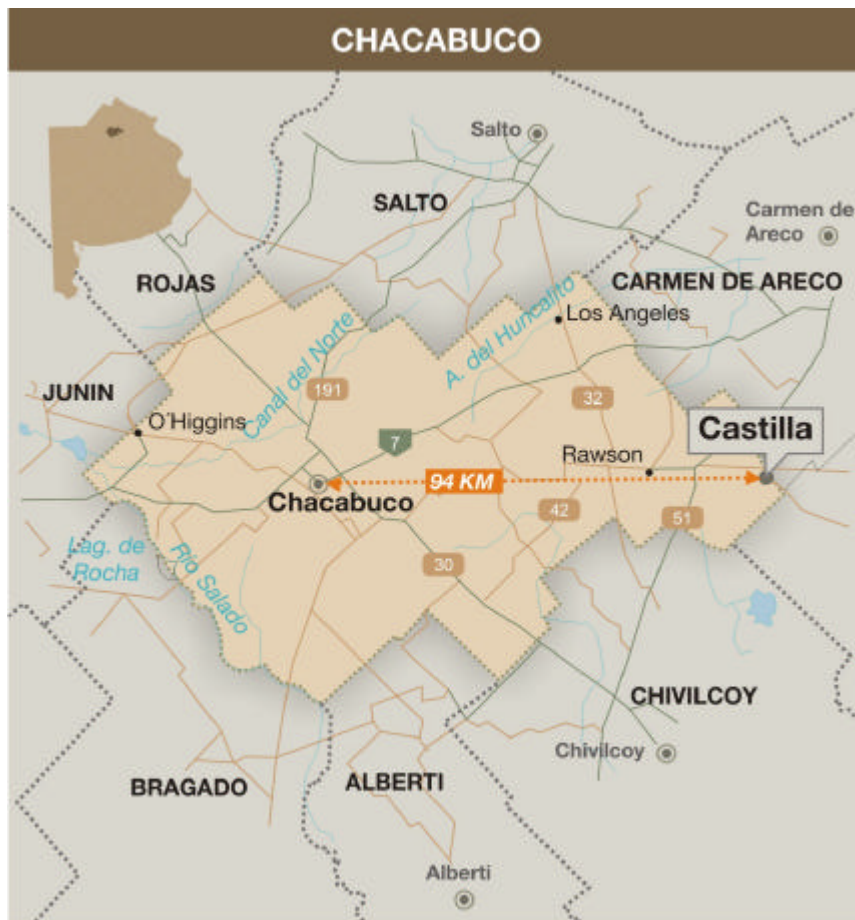 CHACABUCO
Salto
SALTO
Carmen de
Areco
ROJAS
CARMEN DE ARECO
A. del Huncalito
Los Angeles
Canal del Norte
JUNIN
191
32
O´Higgins
7
Castilla
Rawson
94 KM
Chacabuco
42
51
Lag. de
Rocha
Río Salado
30
CHIVILCOY
Chivilcoy
BRAGADO
ALBERTI
Alberti